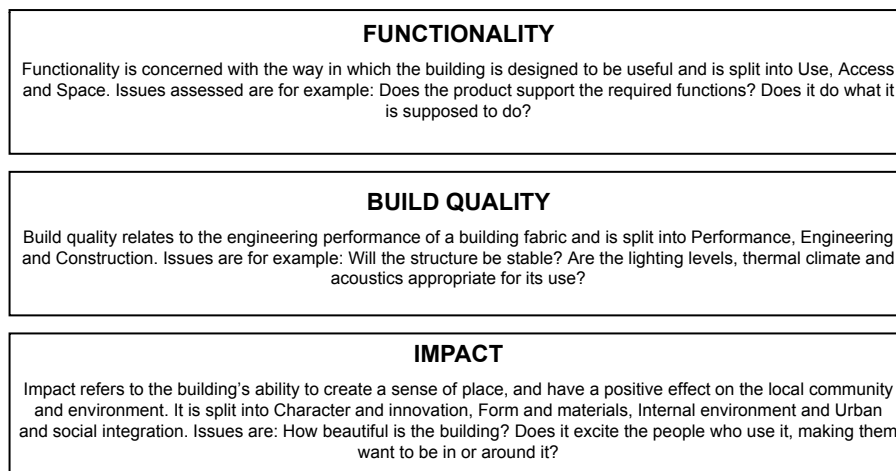 FUNCTIONALITY
Functionality is concerned with the way in which the building is designed to be useful and is split into Use, Access
and Space. Issues assessed are for example: Does the product support the required functions? Does it do what it
is supposed to do?
BUILD QUALITY
Build quality relates to the engineering performance of a building fabric and is split into Performance, Engineering
and Construction. Issues are for example: Will the structure be stable? Are the lighting levels, thermal climate and
acoustics appropriate for its use?
IMPACT
Impact refers to the building’s ability to create a sense of place, and have a positive effect on the local community
and environment. It is split into Character and innovation, Form and materials, Internal environment and Urban
and social integration. Issues are: How beautiful is the building? Does it excite the people who use it, making them
want to be in or around it?